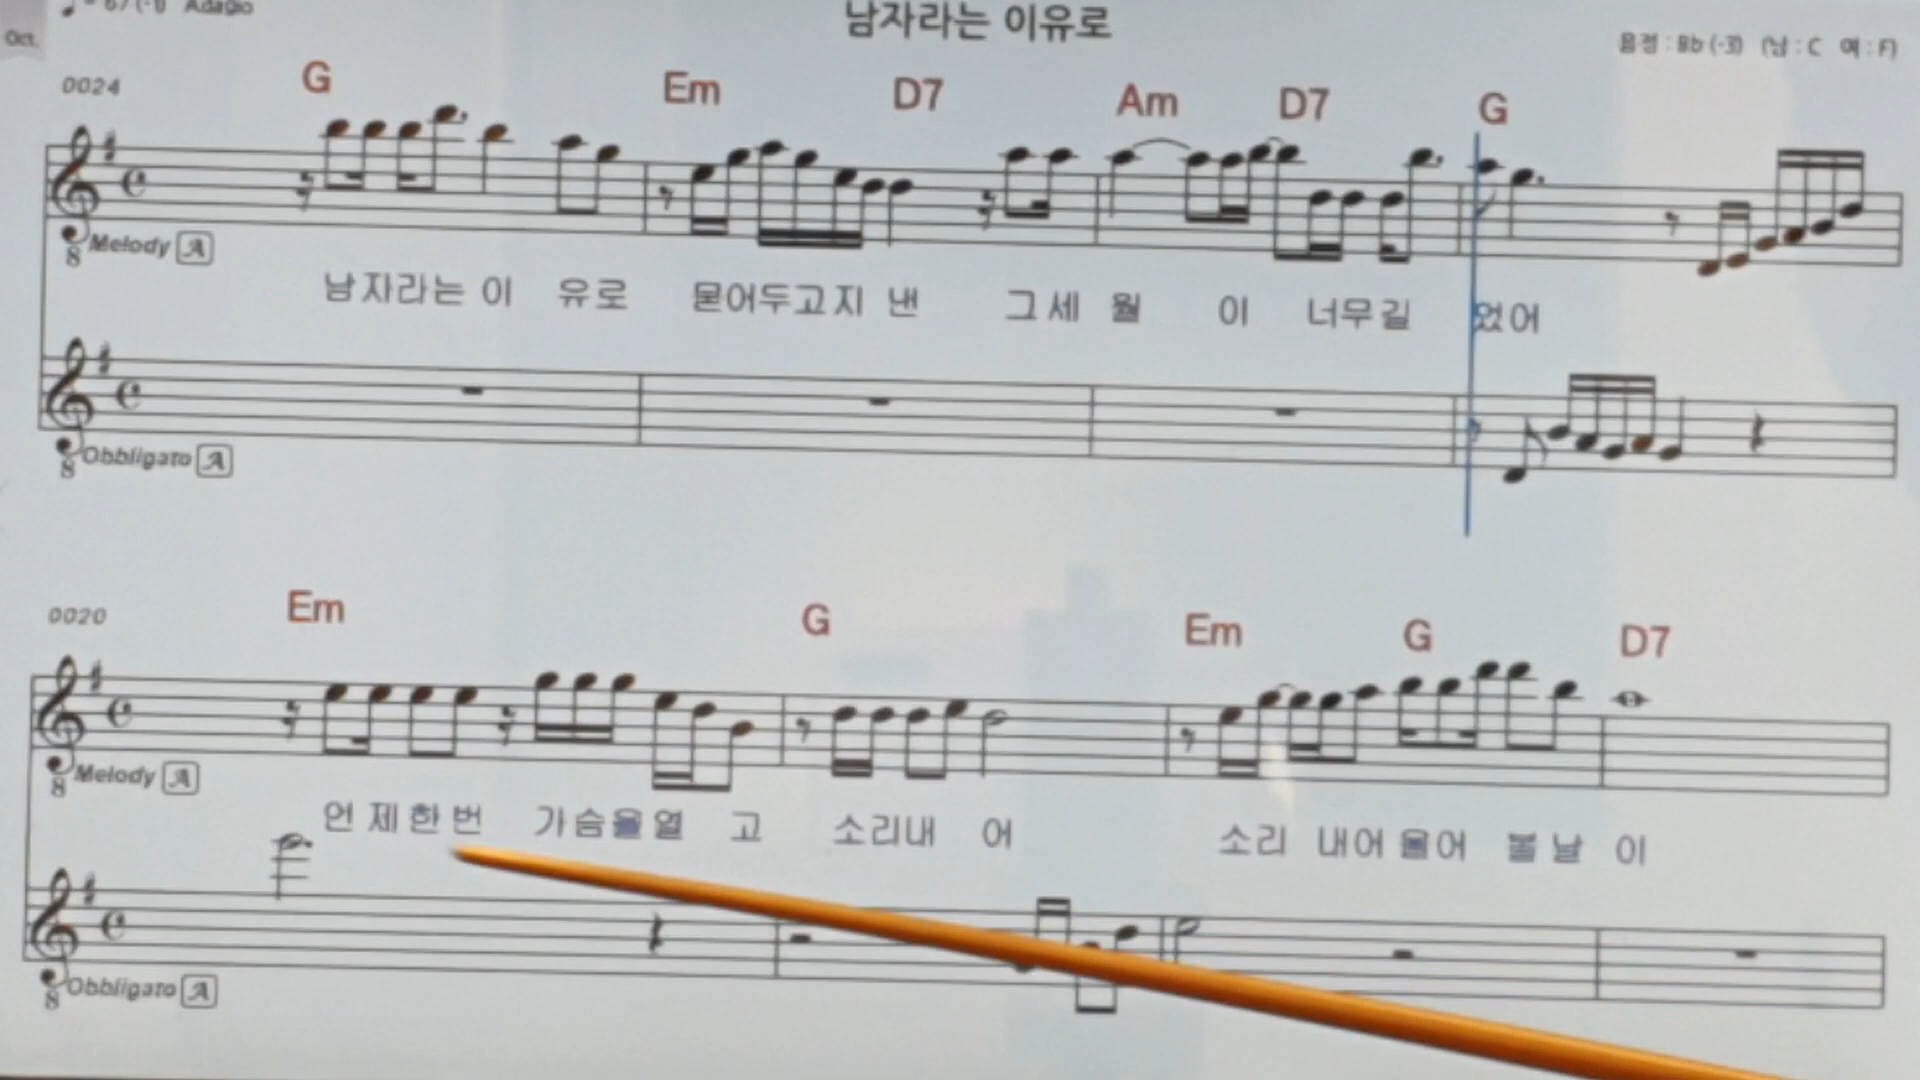 Adagio
남자라는 이유로
Oct.
음정 : Bb (-3) (남 : C 여 : F)
0024
G Em D7 Am D7 G
Melody A
남자라는 이 유로 묻어두고지 낸 그세 월 이 너무길 었어
Obbligato A
0020
Em G Em G D7
Melody A
언제한번 가슴을열 고 소리내 어 소리 내어 울어 볼날 이
Obbligato A